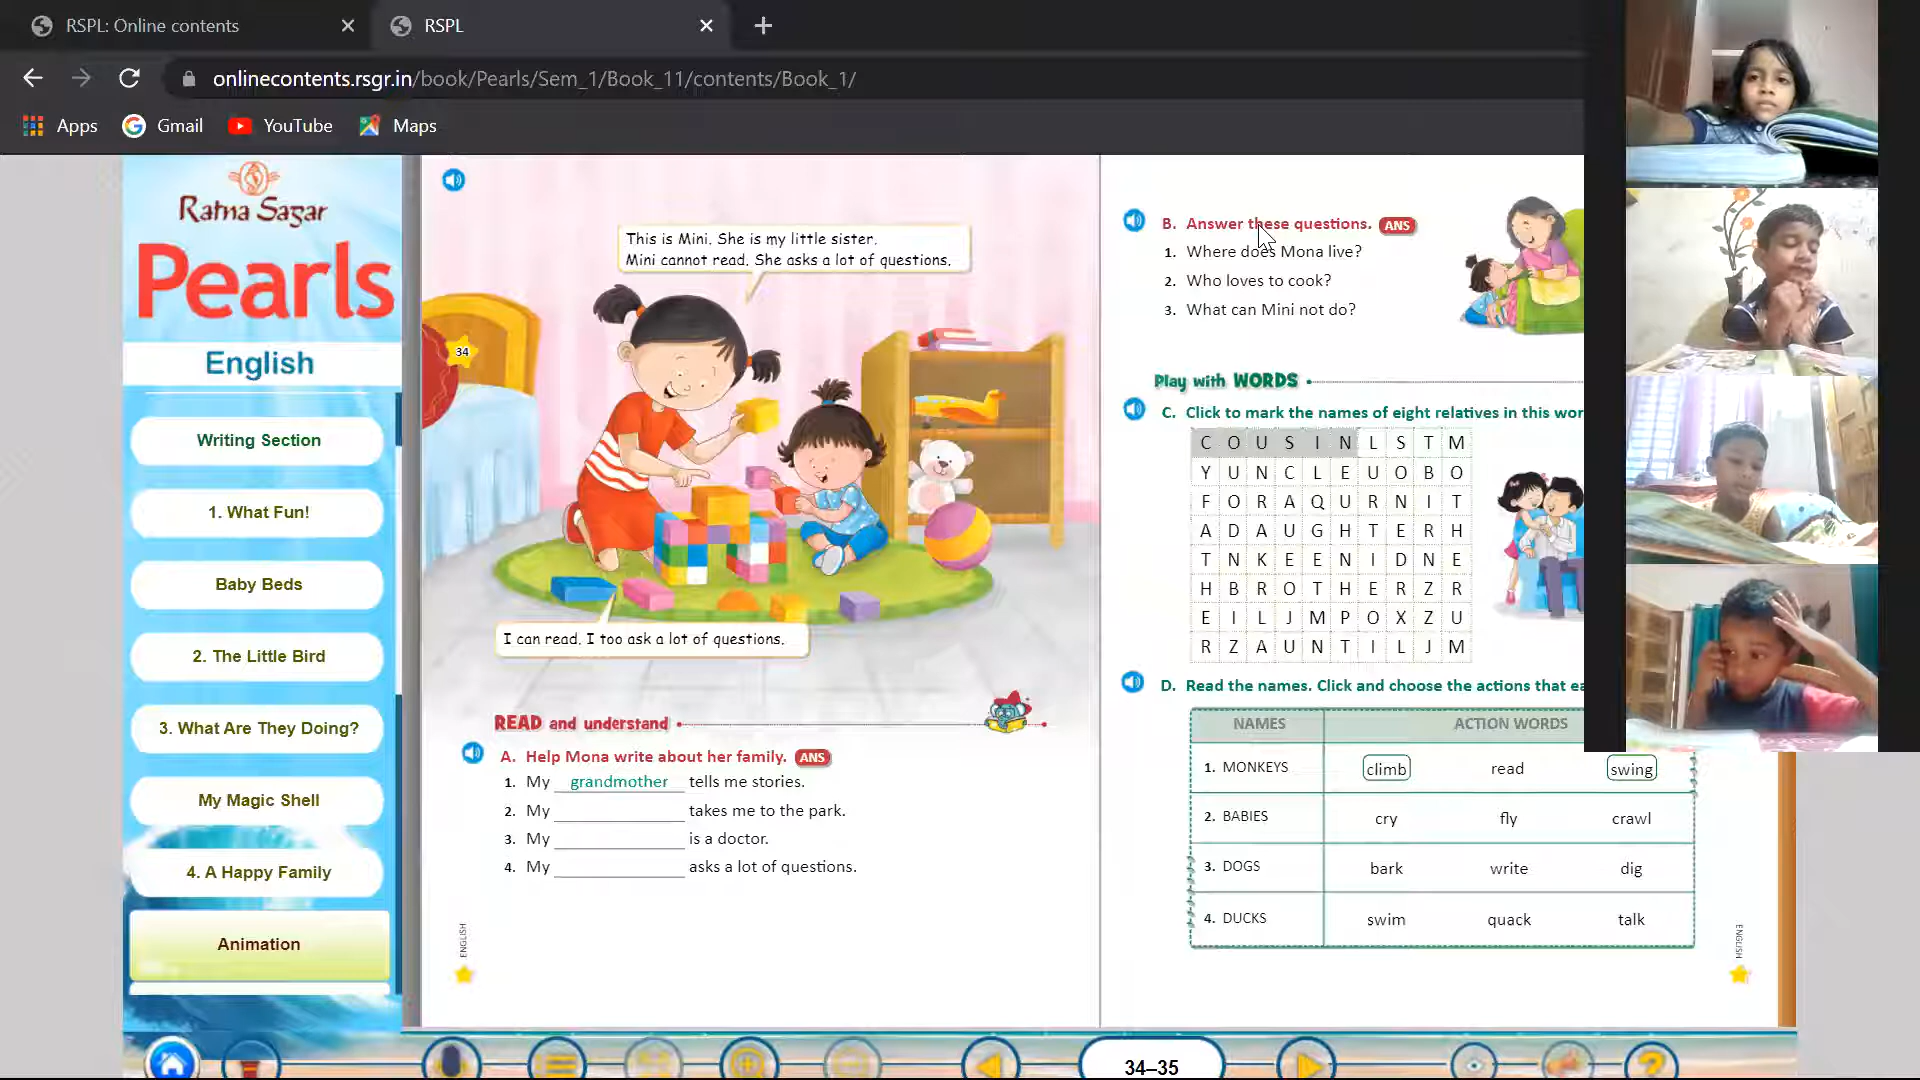 RSPL: Online contents
RSPL
onlinecontents.rsgr.in/book/Pearls/Sem_1/Book_11/contents/Book_1/
Apps
Gmail
YouTube
Maps
Ratna Sagar
Pearls
English
Writing Section
1. What Fun!
Baby Beds
2. The Little Bird
3. What Are They Doing?
My Magic Shell
4. A Happy Family
Animation
This is Mini. She is my little sister.
Mini cannot read. She asks a lot of questions.
34
I can read. I too ask a lot of questions.
READ and understand
A. Help Mona write about her family. ANS
1. My grandmother tells me stories.
2. My ____________ takes me to the park.
3. My ____________ is a doctor.
4. My ____________ asks a lot of questions.
ENGLISH
B. Answer these questions. ANS
1. Where does Mona live?
2. Who loves to cook?
3. What can Mini not do?
Play with WORDS
C. Click to mark the names of eight relatives in this wor
C O U S I N L S T M
Y U N C L E U O B O
F O R A Q U R N I T
A D A U G H T E R H
T N K E E N I D N E
H B R O T H E R Z R
E I L J M P O X Z U
R Z A U N T I L J M
D. Read the names. Click and choose the actions that ea
NAMES ACTION WORDS
1. MONKEYS climb read swing
2. BABIES cry fly crawl
3. DOGS bark write dig
4. DUCKS swim quack talk
ENGLISH
34–35